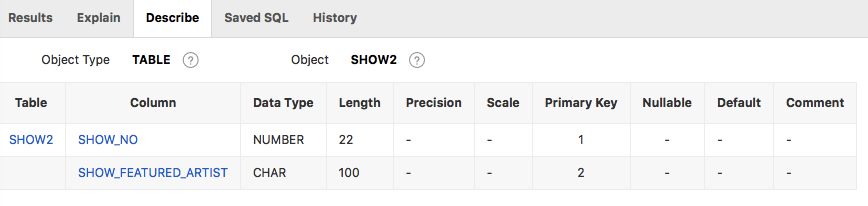 Results Explain Describe Saved SQL History
Object Type TABLE ? Object SHOW2 ?
Table Column Data Type Length Precision Scale Primary Key Nullable Default Comment
SHOW2 SHOW_NO NUMBER 22 - - 1 - - -
SHOW_FEATURED_ARTIST CHAR 100 - - 2 - - -